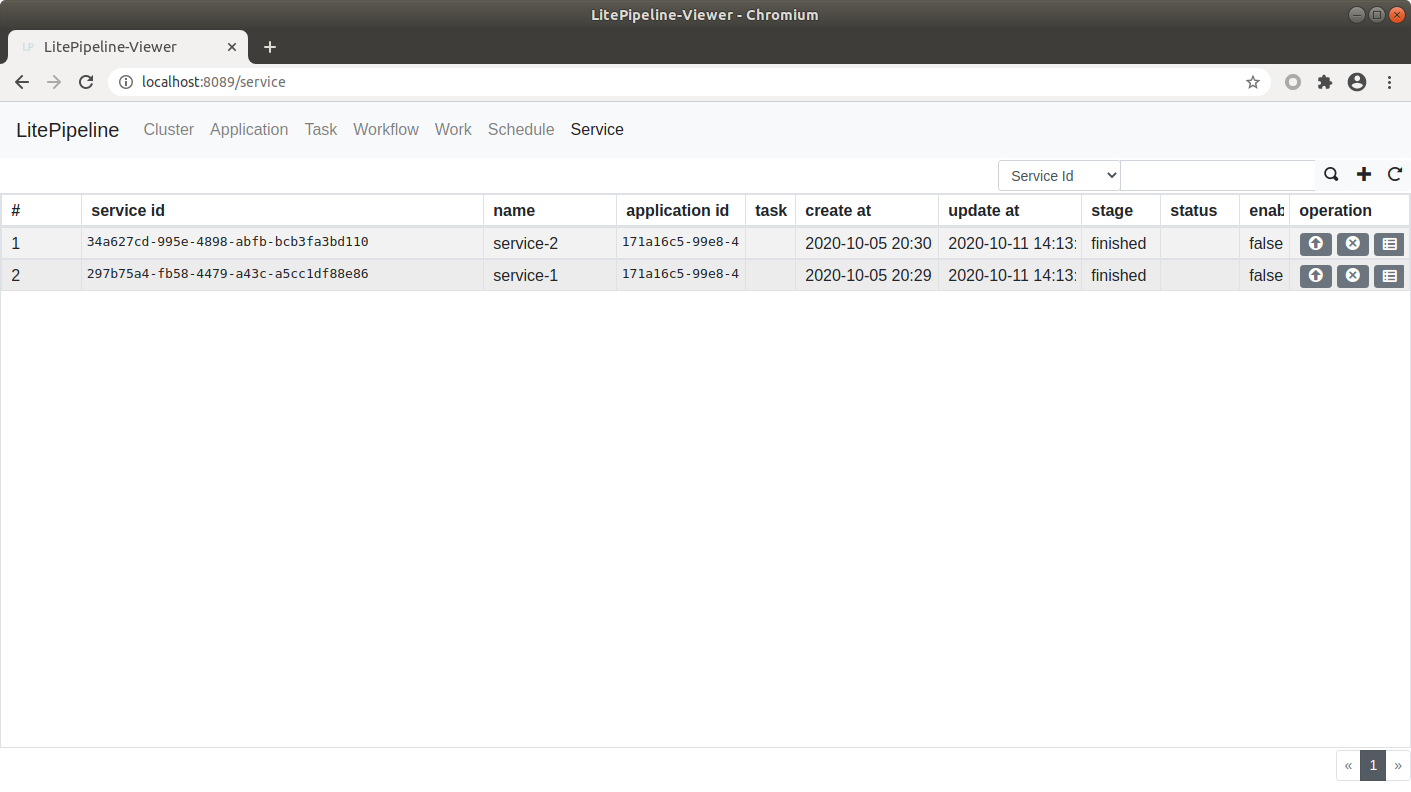 LitePipeline-Viewer - Chromium
LP LitePipeline-Viewer
localhost:8089/service
LitePipeline Cluster Application Task Workflow Work Schedule Service
Service Id
# service id name application id task create at update at stage status enab operation
1 34a627cd-995e-4898-abfb-bcb3fa3bd110 service-2 171a16c5-99e8-4 2020-10-05 20:30 2020-10-11 14:13: finished false
2 297b75a4-fb58-4479-a43c-a5cc1df88e86 service-1 171a16c5-99e8-4 2020-10-05 20:29 2020-10-11 14:13: finished false
« 1 »